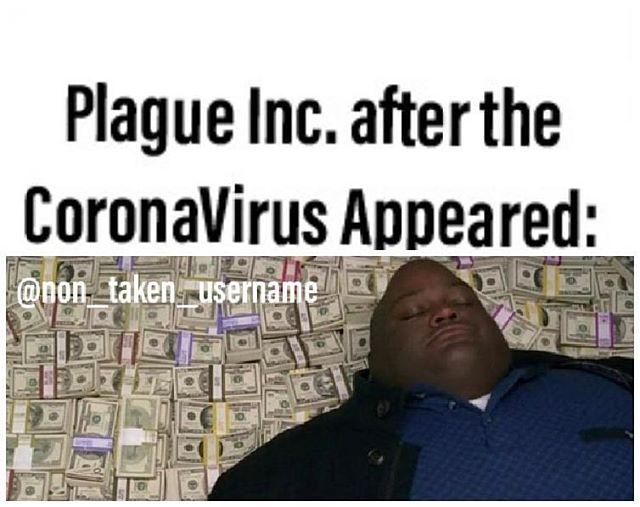 Plague Inc. after the
CoronaVirus Appeared:
@non_taken_username